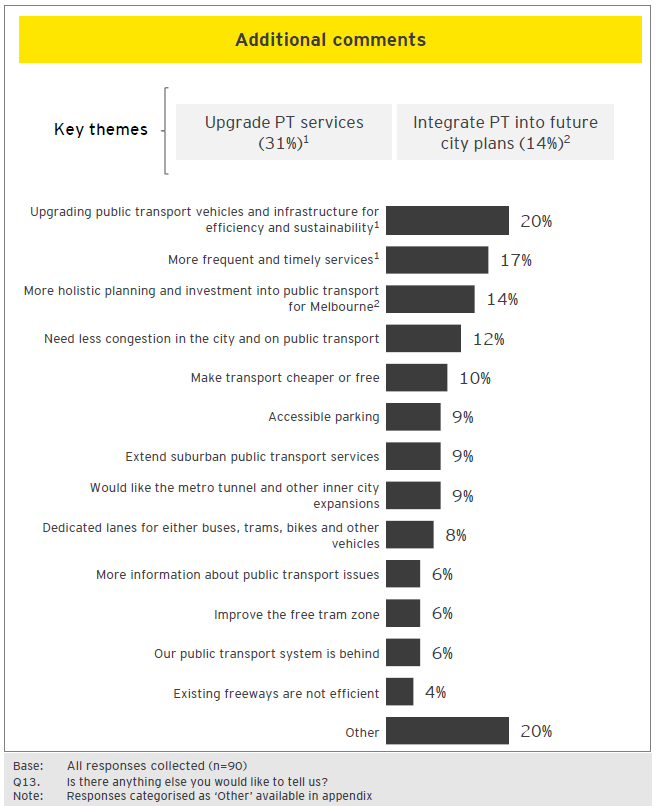 Additional comments
Key themes
Upgrade PT services
(31%)¹
Integrate PT into future
city plans (14%)²
Upgrading public transport vehicles and infrastructure for
efficiency and sustainability¹
20%
More frequent and timely services¹
17%
More holistic planning and investment into public transport
for Melbourne²
14%
Need less congestion in the city and on public transport
12%
Make transport cheaper or free
10%
Accessible parking
9%
Extend suburban public transport services
9%
Would like the metro tunnel and other inner city
expansions
9%
Dedicated lanes for either buses, trams, bikes and other
vehicles
8%
More information about public transport issues
6%
Improve the free tram zone
6%
Our public transport system is behind
6%
Existing freeways are not efficient
4%
Other
20%
Base: All responses collected (n=90)
Q13. Is there anything else you would like to tell us?
Note: Responses categorised as ‘Other’ available in appendix